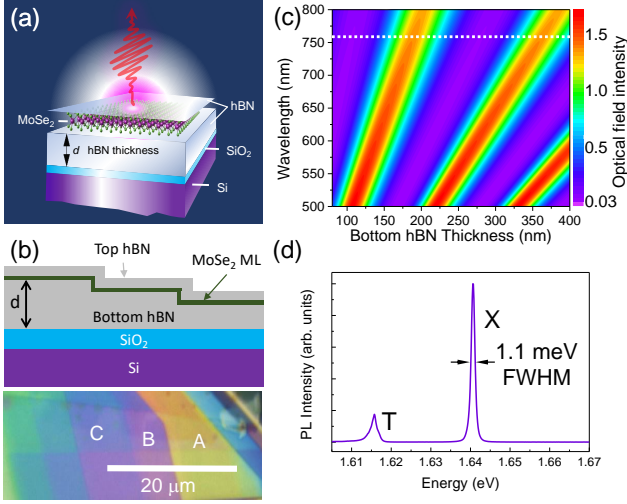 (a)
hBN
MoSe₂
d hBN thickness
SiO₂
Si
(b)
Top hBN
MoSe₂ ML
d
Bottom hBN
SiO₂
Si
C
B
A
20 μm
(c)
800
750
700
650
600
550
500
Wavelength (nm)
100 150 200 250 300 350 400
Bottom hBN Thickness (nm)
1.5
1.0
0.5
0.03
Optical field intensity
(d)
PL Intensity (arb. units)
X
1.1 meV
FWHM
T
1.61 1.62 1.63 1.64 1.65 1.66 1.67
Energy (eV)